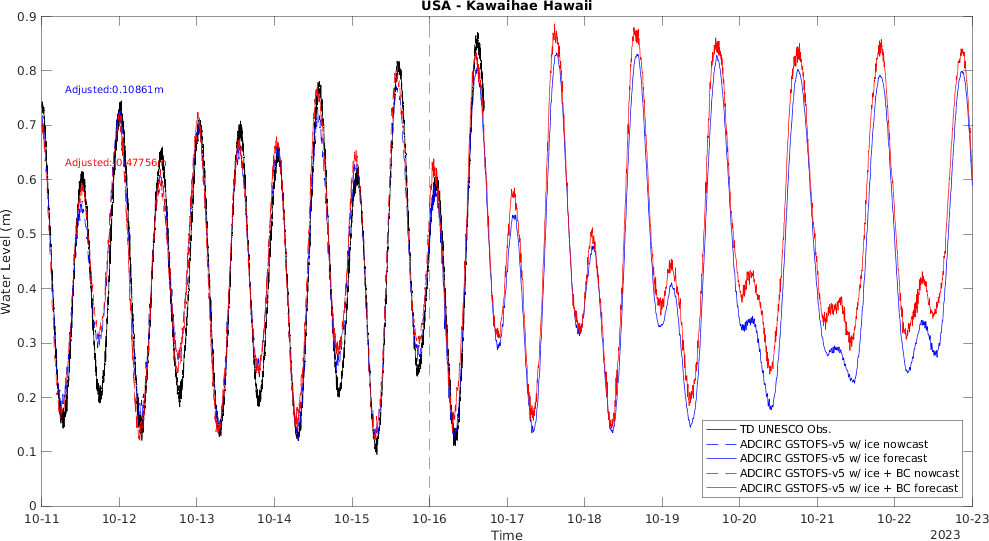 USA - Kawaihae Hawaii
0.9
0.8
Adjusted:0.10861m
0.7
Adjusted:
0.6
0.5
Water Level (m)
0.4
0.3
0.2
0.1
0
TD UNESCO Obs.
ADCIRC GSTOFS-v5 w/ ice nowcast
ADCIRC GSTOFS-v5 w/ ice forecast
ADCIRC GSTOFS-v5 w/ ice + BC nowcast
ADCIRC GSTOFS-v5 w/ ice + BC forecast
10-11 10-12 10-13 10-14 10-15 10-16 10-17 10-18 10-19 10-20 10-21 10-22 10-23
Time
2023